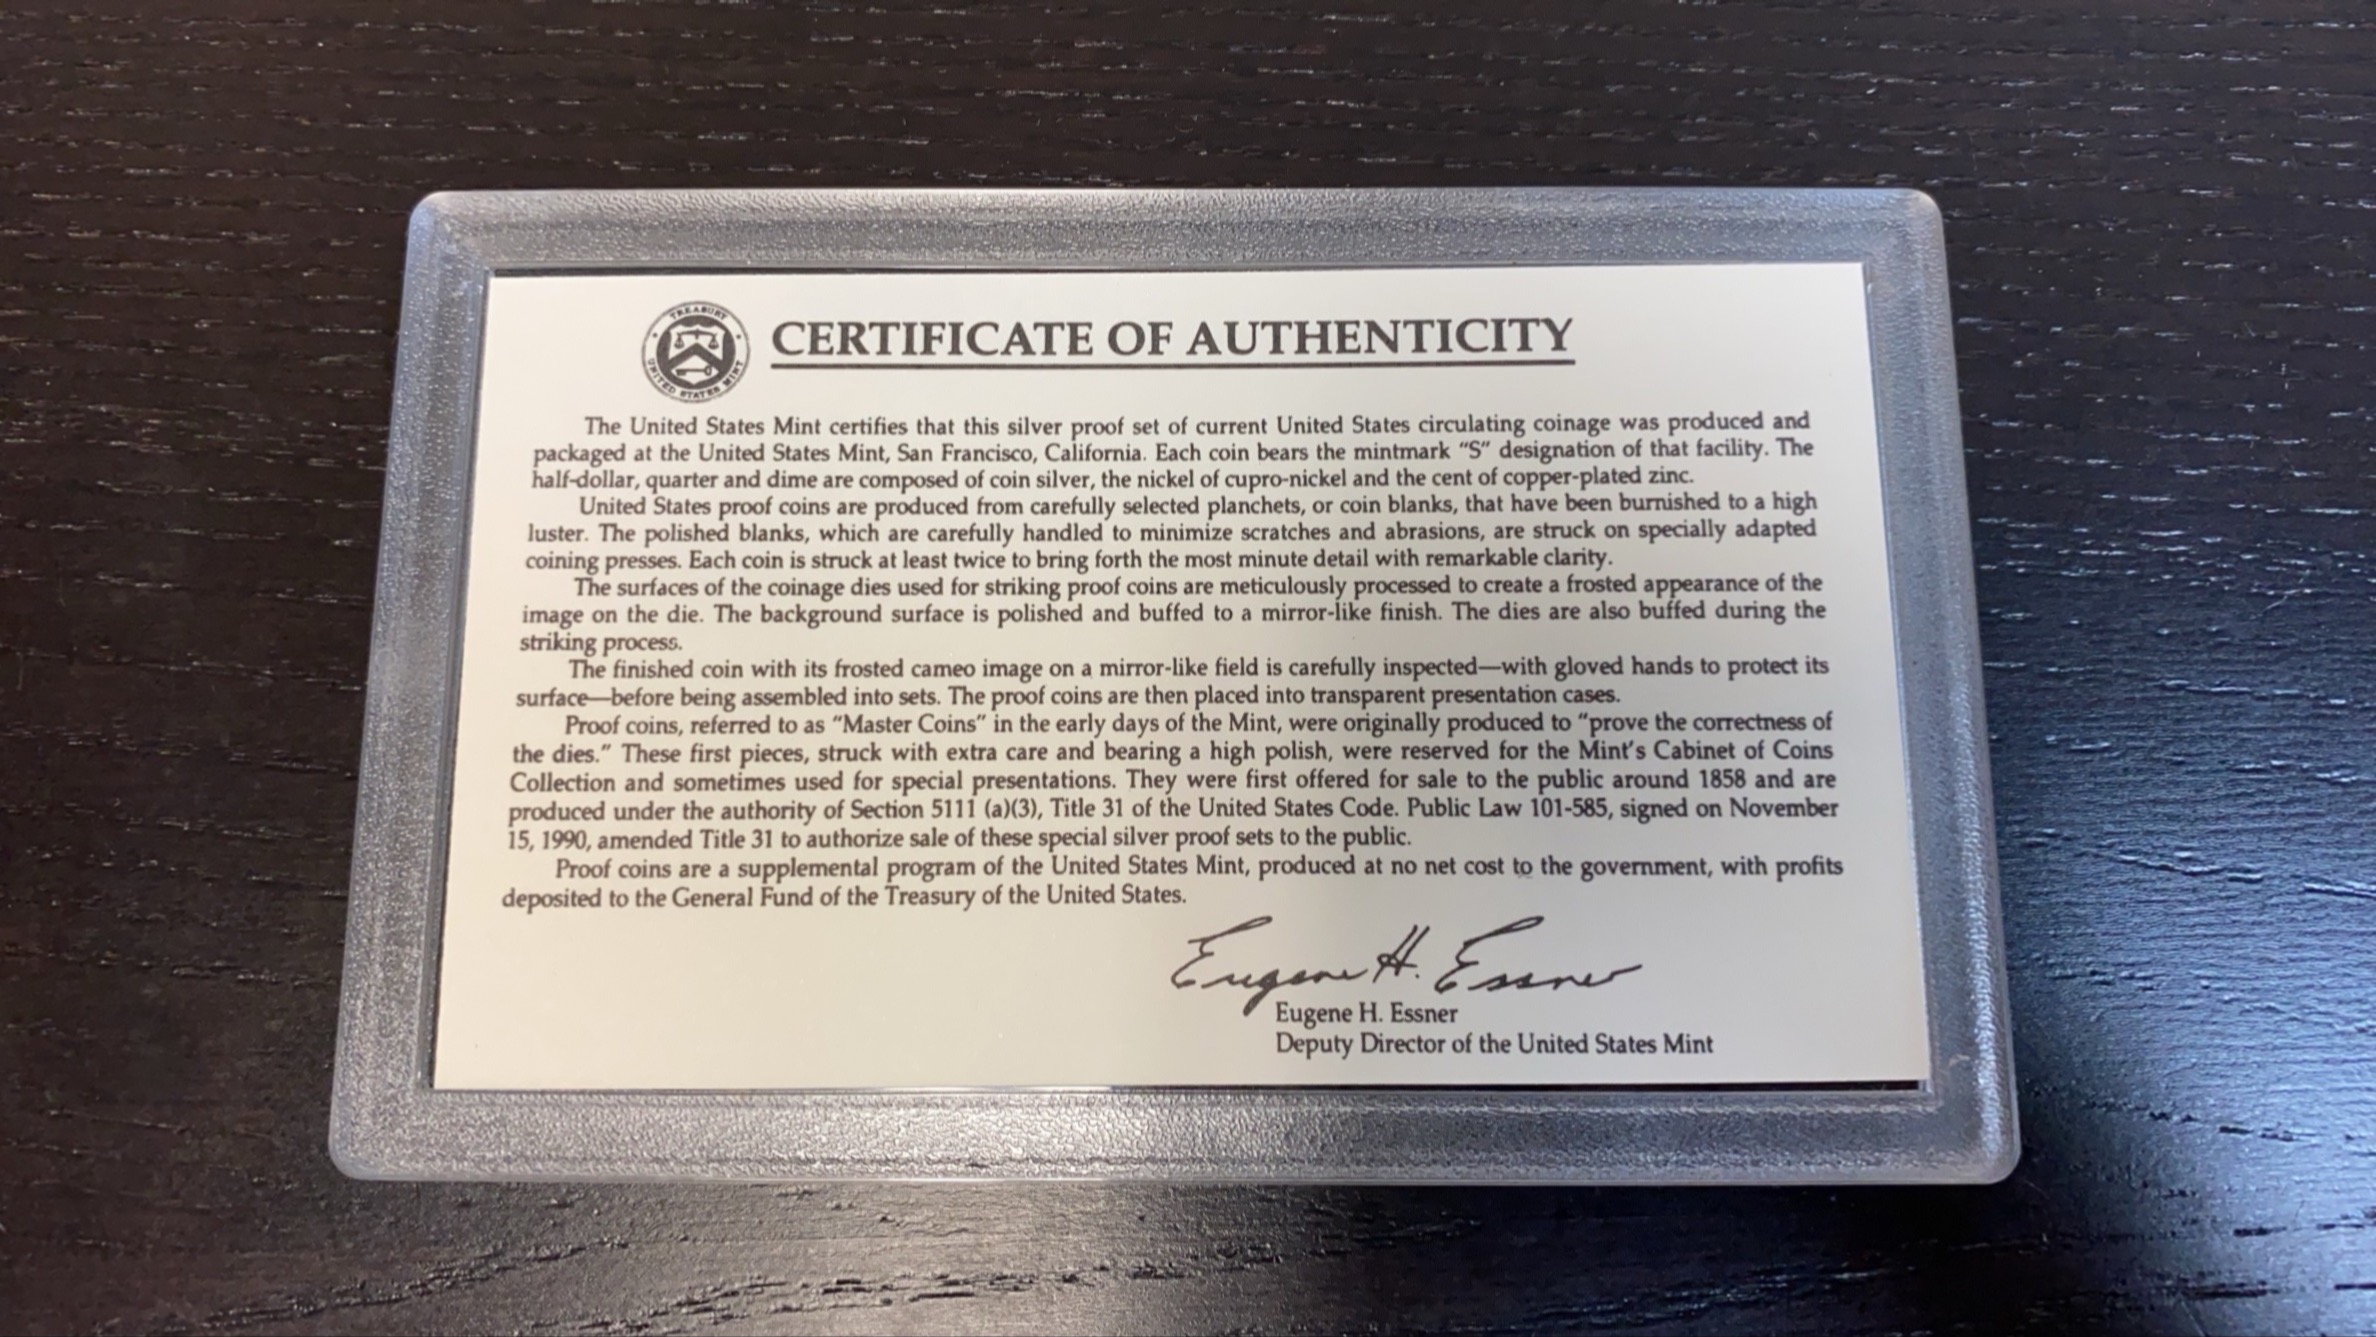 TREASURY
UNITED STATES MINT
CERTIFICATE OF AUTHENTICITY
The United States Mint certifies that this silver proof set of current United States circulating coinage was produced and
packaged at the United States Mint, San Francisco, California. Each coin bears the mintmark “S” designation of that facility. The
half-dollar, quarter and dime are composed of coin silver, the nickel of cupro-nickel and the cent of copper-plated zinc.
United States proof coins are produced from carefully selected planchets, or coin blanks, that have been burnished to a high
luster. The polished blanks, which are carefully handled to minimize scratches and abrasions, are struck on specially adapted
coining presses. Each coin is struck at least twice to bring forth the most minute detail with remarkable clarity.
The surfaces of the coinage dies used for striking proof coins are meticulously processed to create a frosted appearance of the
image on the die. The background surface is polished and buffed to a mirror-like finish. The dies are also buffed during the
striking process.
The finished coin with its frosted cameo image on a mirror-like field is carefully inspected—with gloved hands to protect its
surface—before being assembled into sets. The proof coins are then placed into transparent presentation cases.
Proof coins, referred to as “Master Coins” in the early days of the Mint, were originally produced to “prove the correctness of
the dies.” These first pieces, struck with extra care and bearing a high polish, were reserved for the Mint’s Cabinet of Coins
Collection and sometimes used for special presentations. They were first offered for sale to the public around 1858 and are
produced under the authority of Section 5111 (a)(3), Title 31 of the United States Code. Public Law 101-585, signed on November
15, 1990, amended Title 31 to authorize sale of these special silver proof sets to the public.
Proof coins are a supplemental program of the United States Mint, produced at no net cost to the government, with profits
deposited to the General Fund of the Treasury of the United States.
Eugene H. Essner
Eugene H. Essner
Deputy Director of the United States Mint